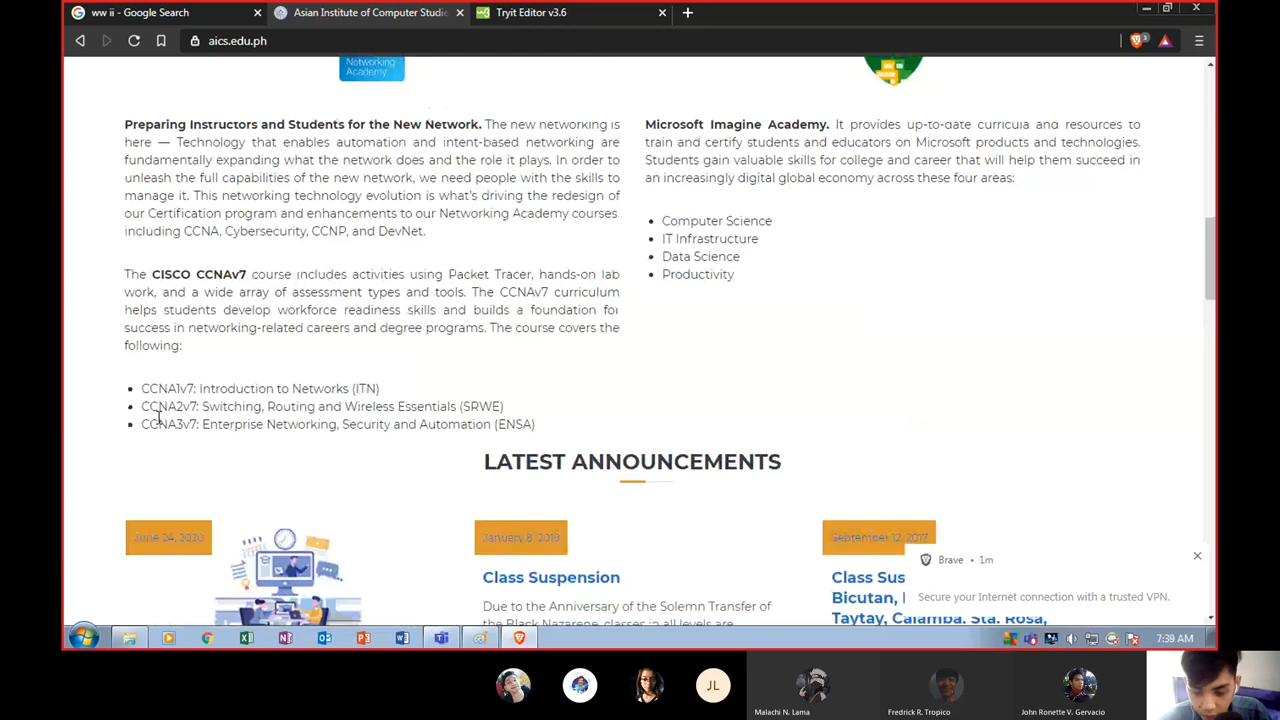 ww ii - Google Search
Asian Institute of Computer Studie
Tryit Editor v3.6
aics.edu.ph
Networking
Academy
Preparing Instructors and Students for the New Network. The new networking is
here — Technology that enables automation and intent-based networking are
fundamentally expanding what the network does and the role it plays. In order to
unleash the full capabilities of the new network, we need people with the skills to
manage it. This networking technology evolution is what's driving the redesign of
our Certification program and enhancements to our Networking Academy courses,
including CCNA, Cybersecurity, CCNP, and DevNet.
The CISCO CCNAv7 course includes activities using Packet Tracer, hands-on lab
work, and a wide array of assessment types and tools. The CCNAv7 curriculum
helps students develop workforce readiness skills and builds a foundation for
success in networking-related careers and degree programs. The course covers the
following:
• CCNA1v7: Introduction to Networks (ITN)
• CCNA2v7: Switching, Routing and Wireless Essentials (SRWE)
• CCNA3v7: Enterprise Networking, Security and Automation (ENSA)
Microsoft Imagine Academy. It provides up-to-date curricula and resources to
train and certify students and educators on Microsoft products and technologies.
Students gain valuable skills for college and career that will help them succeed in
an increasingly digital global economy across these four areas:
• Computer Science
• IT Infrastructure
• Data Science
• Productivity
LATEST ANNOUNCEMENTS
June 24, 2020
January 8, 2019
Class Suspension
Due to the Anniversary of the Solemn Transfer of
the Black Nazarene, classes in all levels are
September 12, 2017
Class Sus
Bicutan,
Taytay, Calamba, Sta. Rosa,
Brave • 1m
Secure your Internet connection with a trusted VPN.
7:39 AM
JL
Malachi N. Lama
Fredrick R. Tropico
John Ronette V. Gervacio